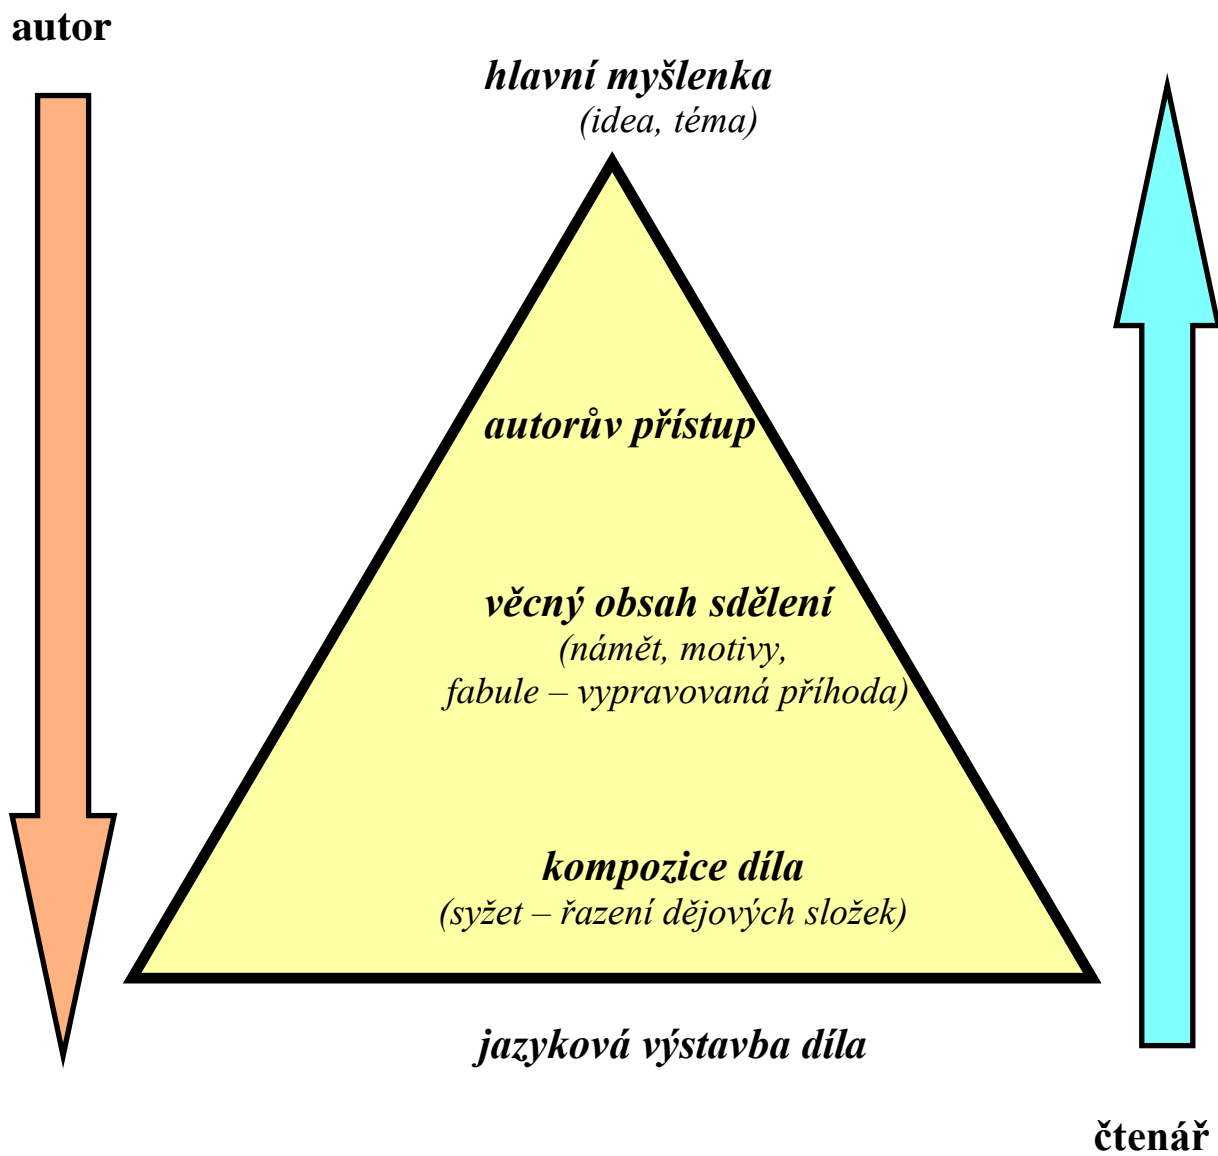 autor
hlavní myšlenka
(idea, téma)
autorův přístup
věcný obsah sdělení
(námět, motivy,
fabule – vypravovaná příhoda)
kompozice díla
(syžet – řazení dějových složek)
jazyková výstavba díla
čtenář